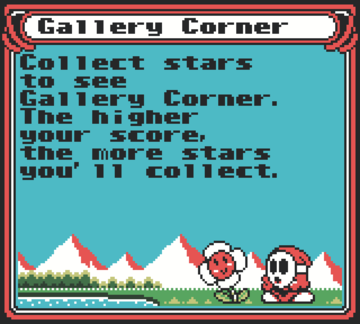 Gallery Corner
Collect stars
to see
Gallery Corner.
The higher
your score,
the more stars
you'll collect.